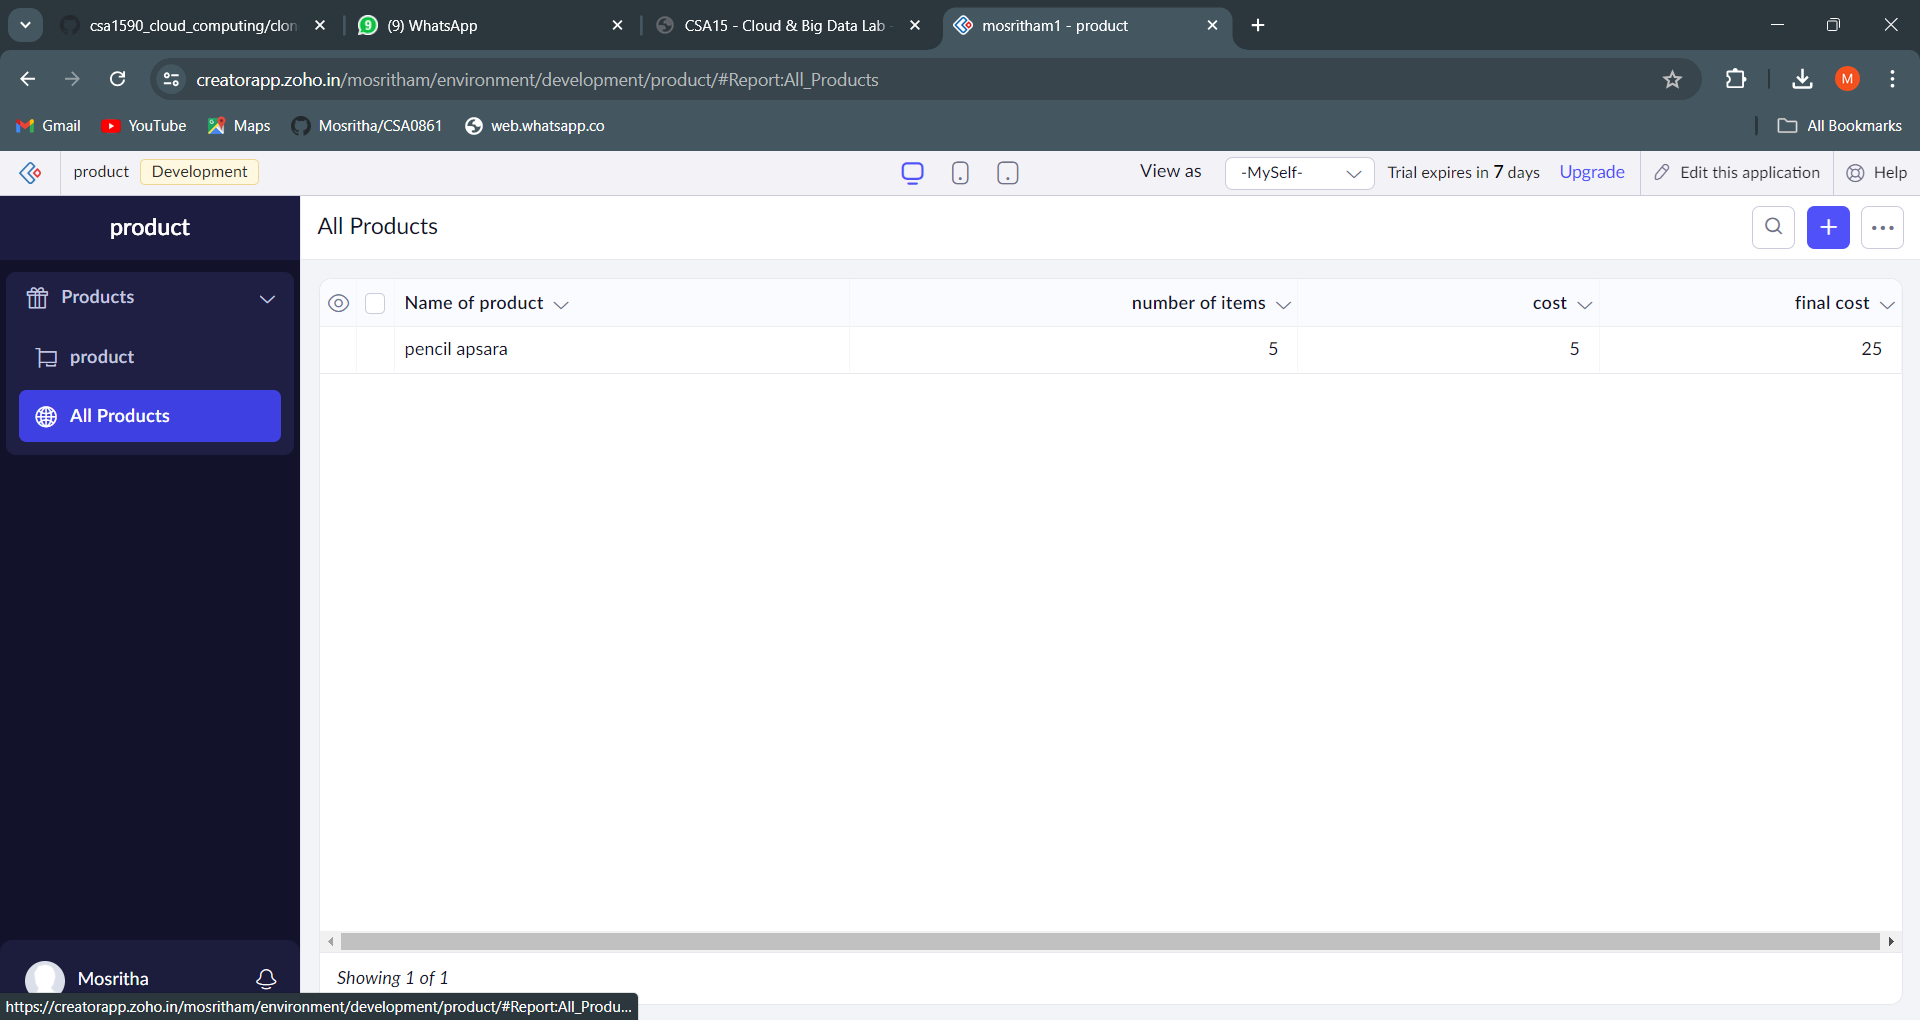 csa1590_cloud_computing/clon
9 (9) WhatsApp
CSA15 - Cloud & Big Data Lab -
mosritham1 - product
creatorapp.zoho.in/mosritham/environment/development/product/#Report:All_Products
M
Gmail
YouTube
Maps
Mosritha/CSA0861
web.whatsapp.co
All Bookmarks
product Development
View as -MySelf-
Trial expires in 7 days Upgrade
Edit this application
Help
product
All Products
Products
product
All Products
Name of product number of items cost final cost
pencil apsara 5 5 25
Showing 1 of 1
Mosritha
https://creatorapp.zoho.in/mosritham/environment/development/product/#Report:All_Produ...